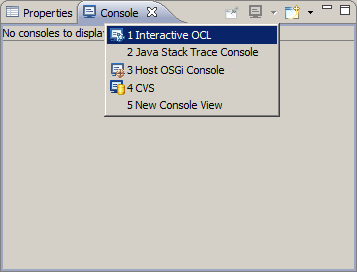 Properties Console
No consoles to display
1 Interactive OCL
2 Java Stack Trace Console
3 Host OSGi Console
4 CVS
5 New Console View